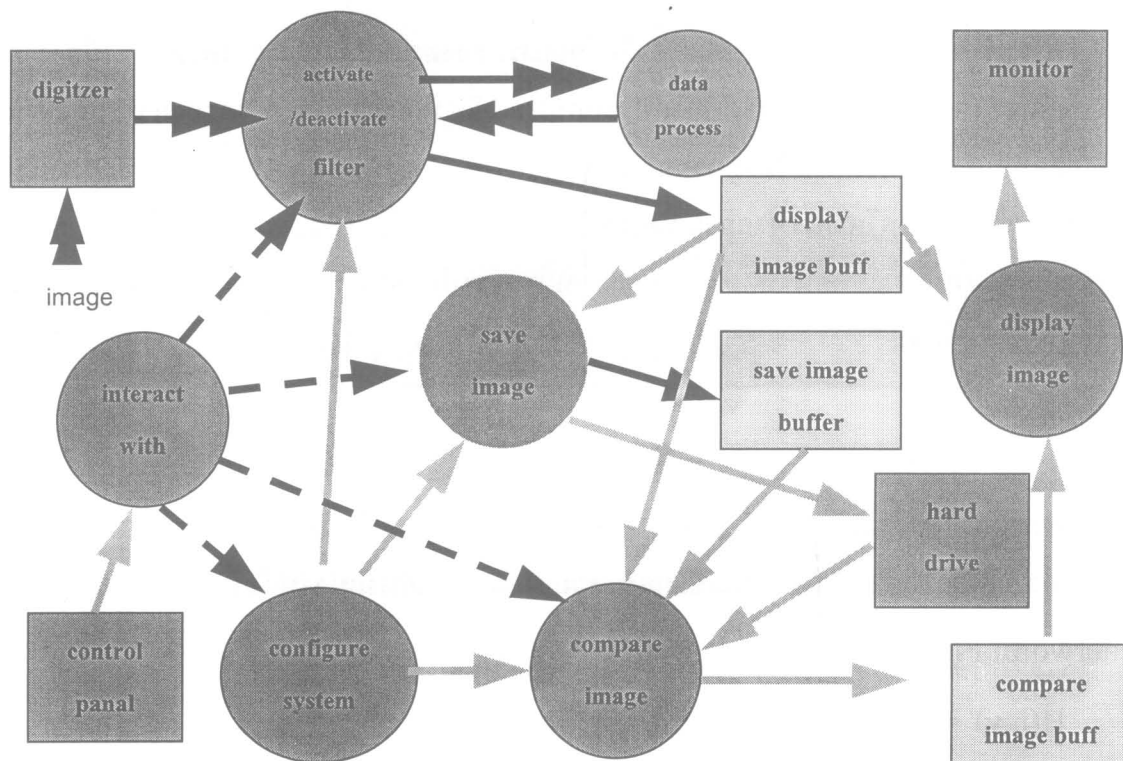 digitzer
activate
/deactivate
filter
data
process
monitor
display
image buff
image
save
image
display
image
interact
with
save image
buffer
hard
drive
control
panal
configure
system
compare
image
compare
image buff